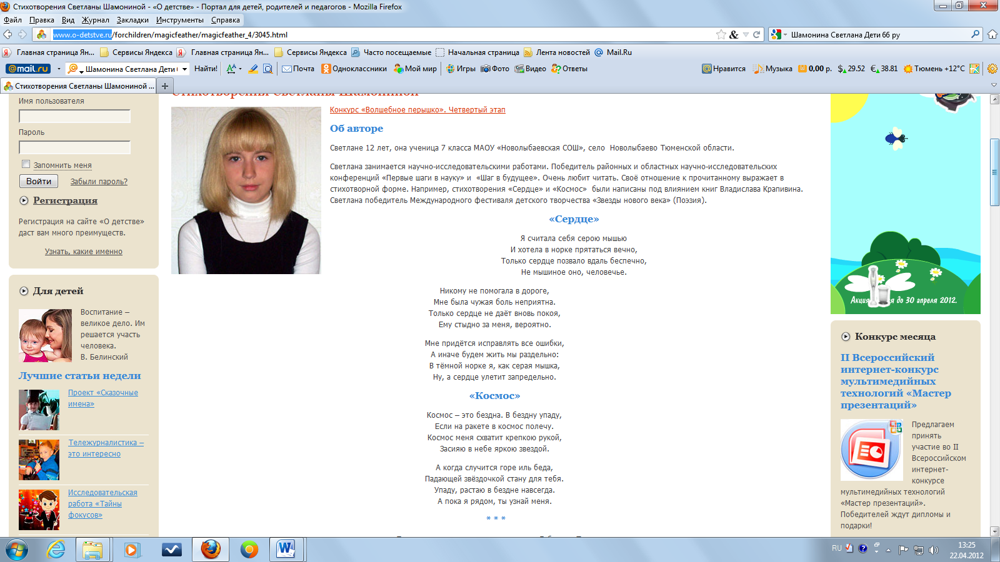 Стихотворения Светланы Шамониной - «О детстве» - Портал для детей, родителей и педагогов - Mozilla Firefox
Файл Правка Вид Журнал Закладки Инструменты Справка
www.o-detstve.ru/forchildren/magicfeather/magicfeather_4/3045.html
Шамонина Светлана Дети 66 ру
Главная страница Ян... Сервисы Яндекса Главная страница Ян... Сервисы Яндекса Часто посещаемые Начальная страница Лента новостей Mail.Ru
@mail.ru Шамонина Светлана Дети Найти! Почта Одноклассники Мой мир Игры Фото Видео Ответы Нравится Музыка 0,00 р. $ 29.52 € 38.81 Тюмень +12°C
Стихотворения Светланы Шамониной ...
Стихотворения Светланы Шамониной
Имя пользователя
Пароль
Запомнить меня
Войти Забыли пароль?
Регистрация
Регистрация на сайте «О детстве»
даст вам много преимуществ.
Узнать, какие именно
Для детей
Воспитание –
великое дело. Им
решается участь
человека.
В. Белинский
Лучшие статьи недели
Проект «Сказочные
имена»
Тележурналистика –
это интересно
Исследовательская
работа «Тайны
фокусов»
Конкурс «Волшебное перышко». Четвертый этап
Об авторе
Светлане 12 лет, она ученица 7 класса МАОУ «Новолыбаевская СОШ», село Новолыбаево Тюменской области.
Светлана занимается научно-исследовательскими работами. Победитель районных и областных научно-исследовательских
конференций «Первые шаги в науку» и «Шаг в будущее». Очень любит читать. Своё отношение к прочитанному выражает в
стихотворной форме. Например, стихотворения «Сердце» и «Космос» были написаны под влиянием книг Владислава Крапивина.
Светлана победитель Международного фестиваля детского творчества «Звезды нового века» (Поэзия).
«Сердце»
Я считала себя серою мышью
И хотела в норке прятаться вечно,
Только сердце позвало вдаль беспечно,
Не мышиное оно, человечье.
Никому не помогала в дороге,
Мне была чужая боль неприятна.
Только сердце не даёт вновь покоя,
Ему стыдно за меня, вероятно.
Мне придётся исправлять все ошибки,
А иначе будем жить мы раздельно:
В тёмной норке я, как серая мышка,
Ну, а сердце улетит запредельно.
«Космос»
Космос – это бездна. В бездну упаду,
Если на ракете в космос полечу.
Космос меня схватит крепкою рукой,
Засияю в небе яркою звездой.
А когда случится горе иль беда,
Падающей звёздочкой стану для тебя.
Упаду, растаю в бездне навсегда.
А пока я рядом, ты узнай меня.
* * *
до 30 апреля 2012.
Конкурс месяца
II Всероссийский
интернет-конкурс
мультимедийных
технологий «Мастер
презентаций»
Предлагаем
принять
участие во II
Всероссийском
интернет-
конкурсе
мультимедийных технологий
«Мастер презентаций».
Победителей ждут дипломы и
подарки!
RU
13:25
22.04.2012